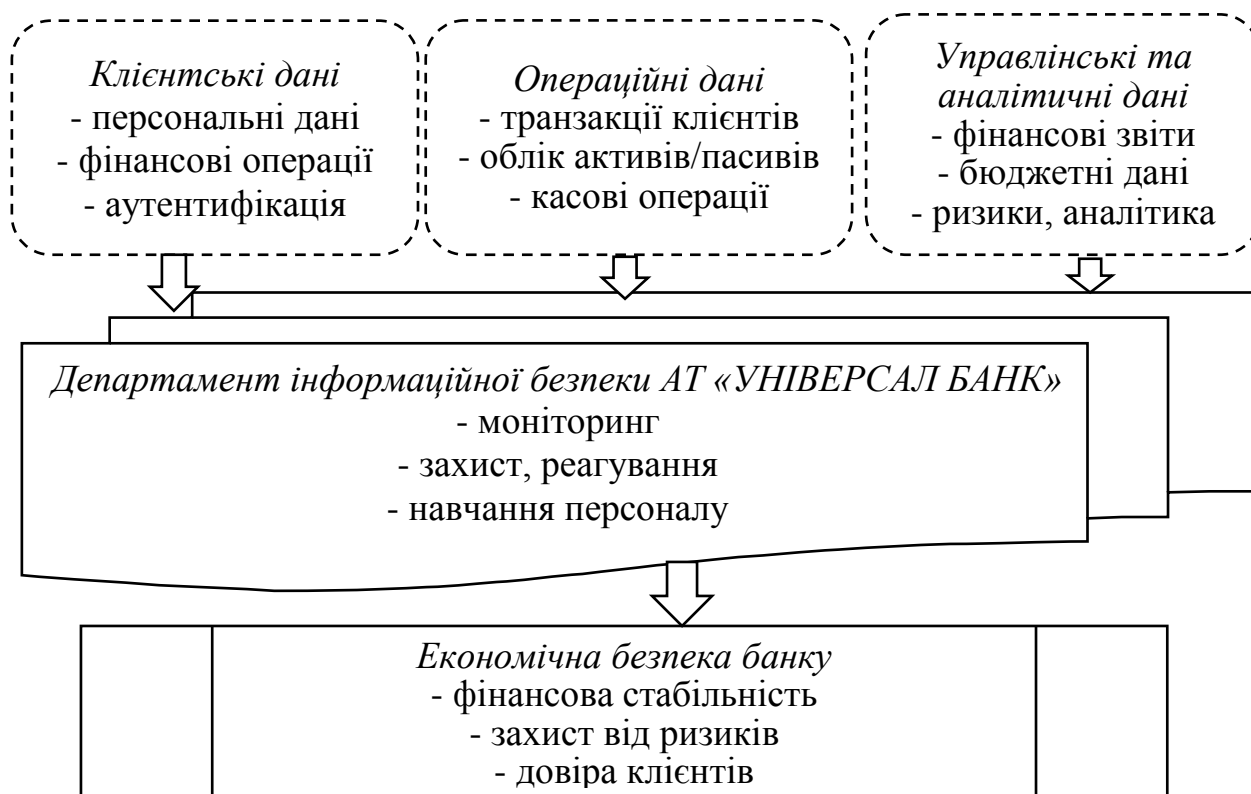 Клієнтські дані
- персональні дані
- фінансові операції
- аутентифікація
Операційні дані
- транзакції клієнтів
- облік активів/пасивів
- касові операції
Управлінські та
аналітичні дані
- фінансові звіти
- бюджетні дані
- ризики, аналітика
Департамент інформаційної безпеки АТ «УНІВЕРСАЛ БАНК»
- моніторинг
- захист, реагування
- навчання персоналу
Економічна безпека банку
- фінансова стабільність
- захист від ризиків
- довіра клієнтів